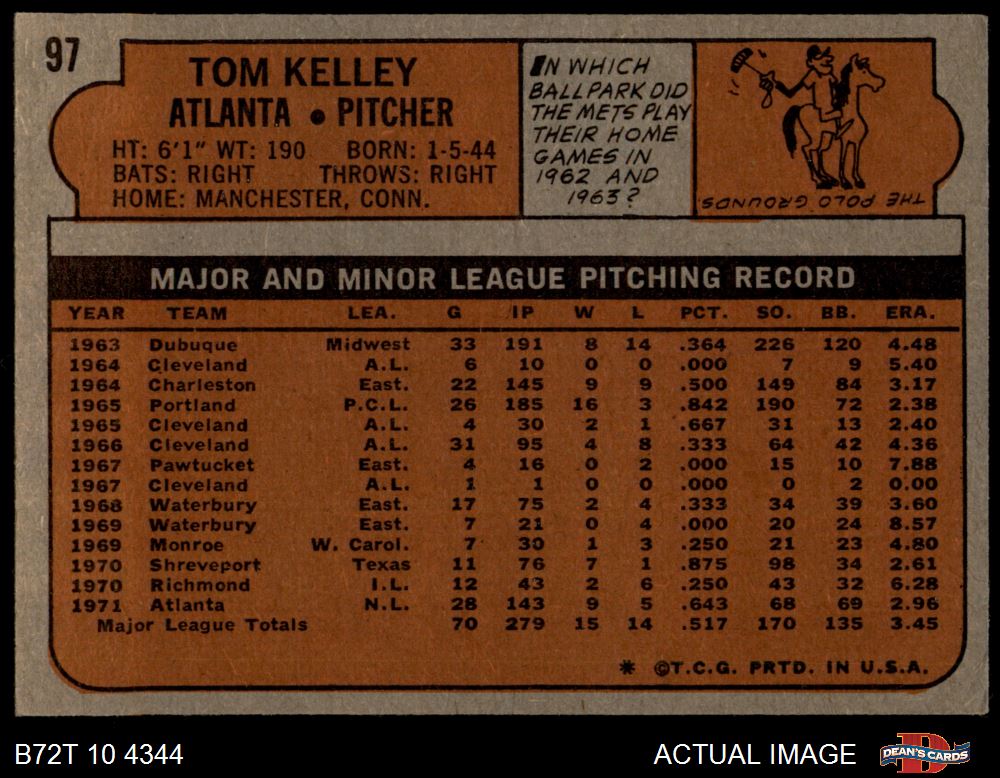 97
TOM KELLEY
ATLANTA • PITCHER
HT: 6'1" WT: 190 BORN: 1-5-44
BATS: RIGHT THROWS: RIGHT
HOME: MANCHESTER, CONN.
IN WHICH
BALLPARK DID
THE METS PLAY
THEIR HOME
GAMES IN
1962 AND
1963?
THE POLO GROUNDS
MAJOR AND MINOR LEAGUE PITCHING RECORD
YEAR TEAM LEA. G IP W L PCT. SO. BB. ERA.
1963 Dubuque Midwest 33 191 8 14 .364 226 120 4.48
1964 Cleveland A.L. 6 10 0 0 .000 7 9 5.40
1964 Charleston East. 22 145 9 9 .500 149 84 3.17
1965 Portland P.C.L. 26 185 16 3 .842 190 72 2.38
1965 Cleveland A.L. 4 30 2 1 .667 31 13 2.40
1966 Cleveland A.L. 31 95 4 8 .333 64 42 4.36
1967 Pawtucket East. 4 16 0 2 .000 15 10 7.88
1967 Cleveland A.L. 1 1 0 0 .000 0 2 0.00
1968 Waterbury East. 17 75 2 4 .333 34 39 3.60
1969 Waterbury East. 7 21 0 4 .000 20 24 8.57
1969 Monroe W. Carol. 7 30 1 3 .250 21 23 4.80
1970 Shreveport Texas 11 76 7 1 .875 98 34 2.61
1970 Richmond I.L. 12 43 2 6 .250 43 32 6.28
1971 Atlanta N.L. 28 143 9 5 .643 68 69 2.96
Major League Totals 70 279 15 14 .517 170 135 3.45
* ©T.C.G. PRTD. IN U.S.A.
B72T 10 4344
ACTUAL IMAGE
DEAN'S CARDS